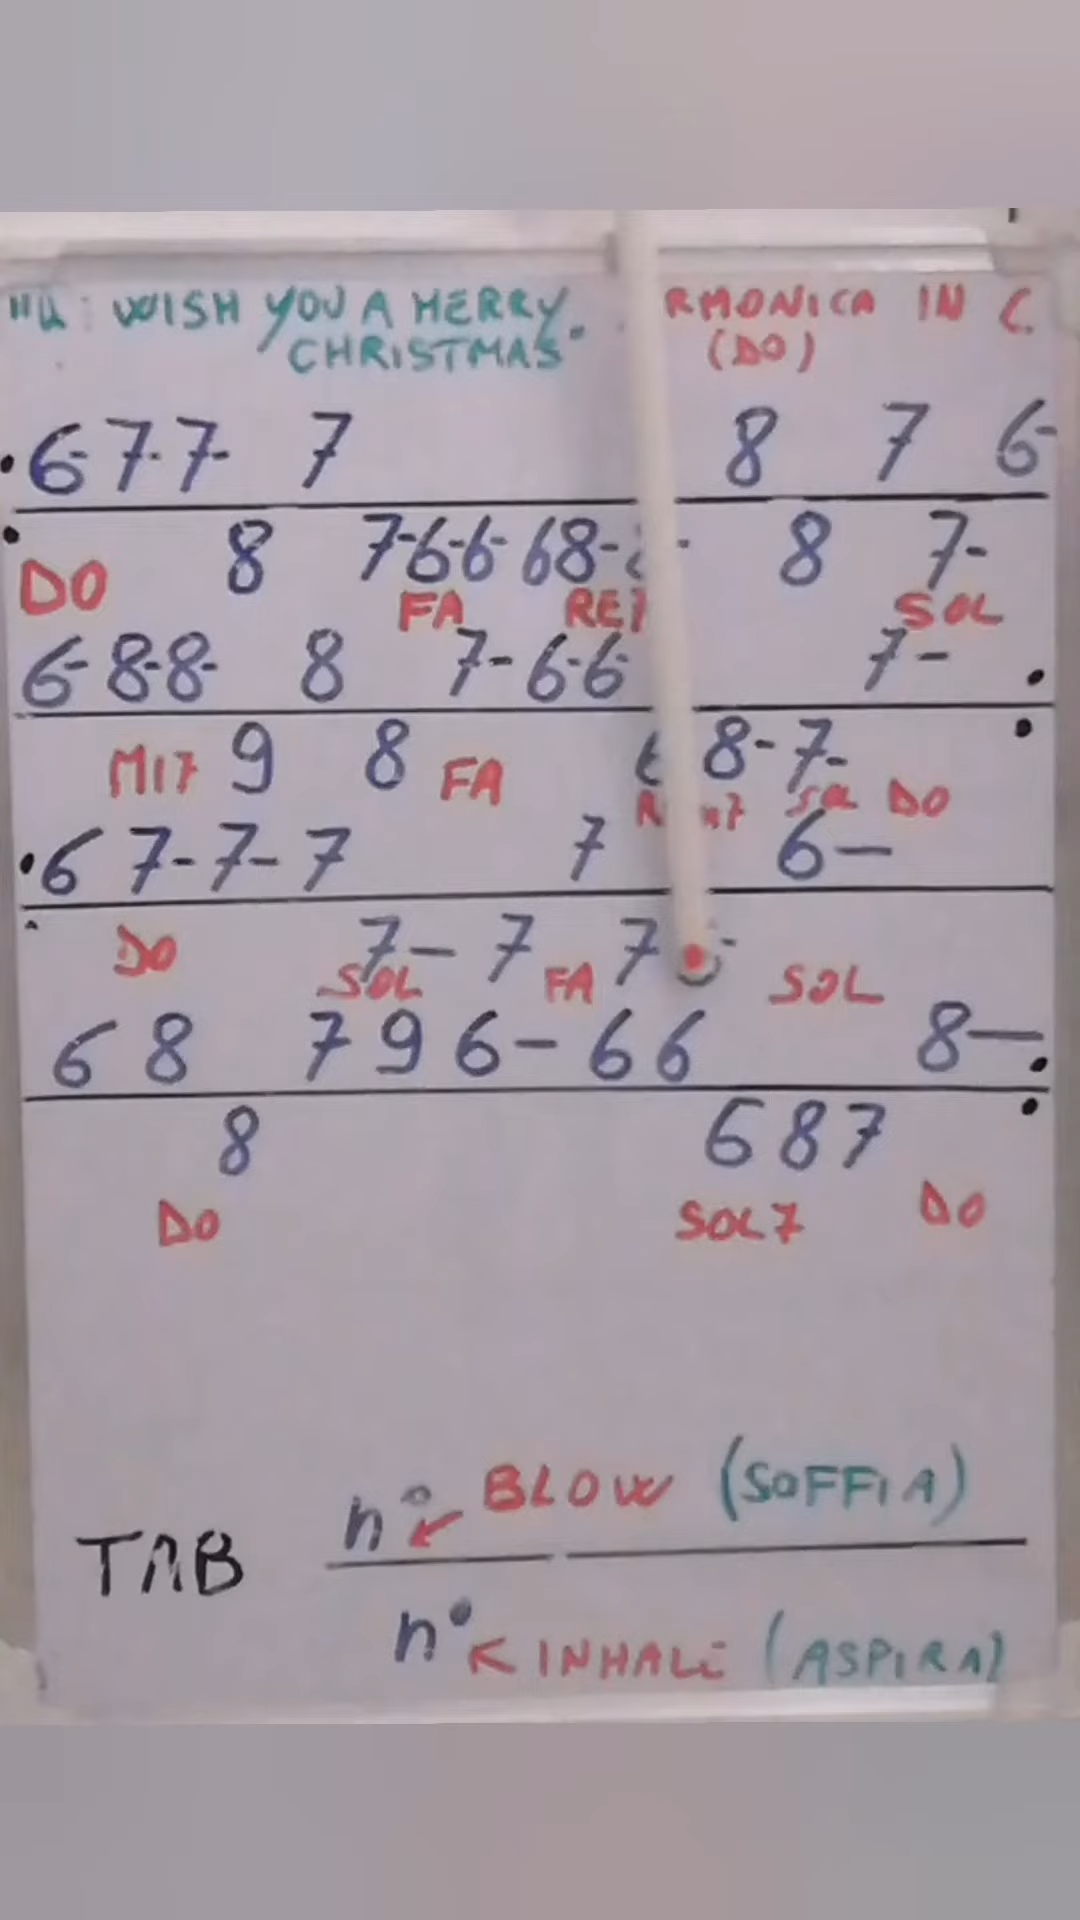 "W: WISH YOU A MERRY RMONICA IN C.
CHRISTMAS" (DO)
6-7-7- 7 8 7 6-
8 7-6-6- 68- - 8 7-
DO FA RE SOL
6-8-8- 8 7-6-6- 7-
9 8 8-7-
MI7 FA SOL DO
6 7-7-7 7 6-
7- 7 7
DO SOL FA SOL
6 8 7 9 6- 6 6 8-
8 6 8 7
DO SOL7 DO
n° BLOW (SOFFIA)
TAB
n° INHALE (ASPIRA)